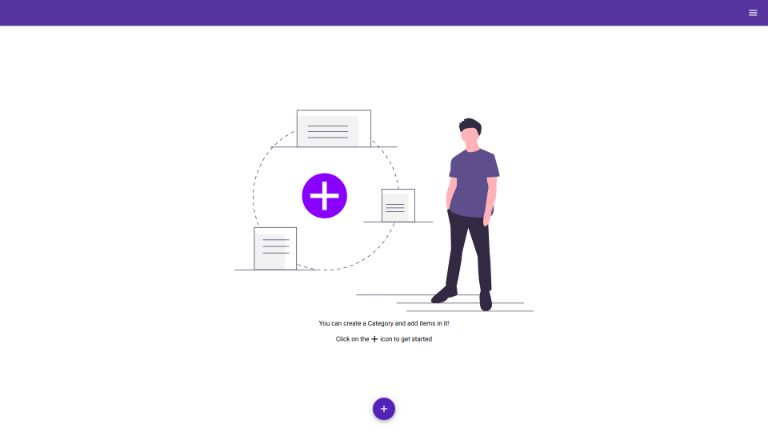 You can create a Category and add items in it!
Click on the + icon to get started